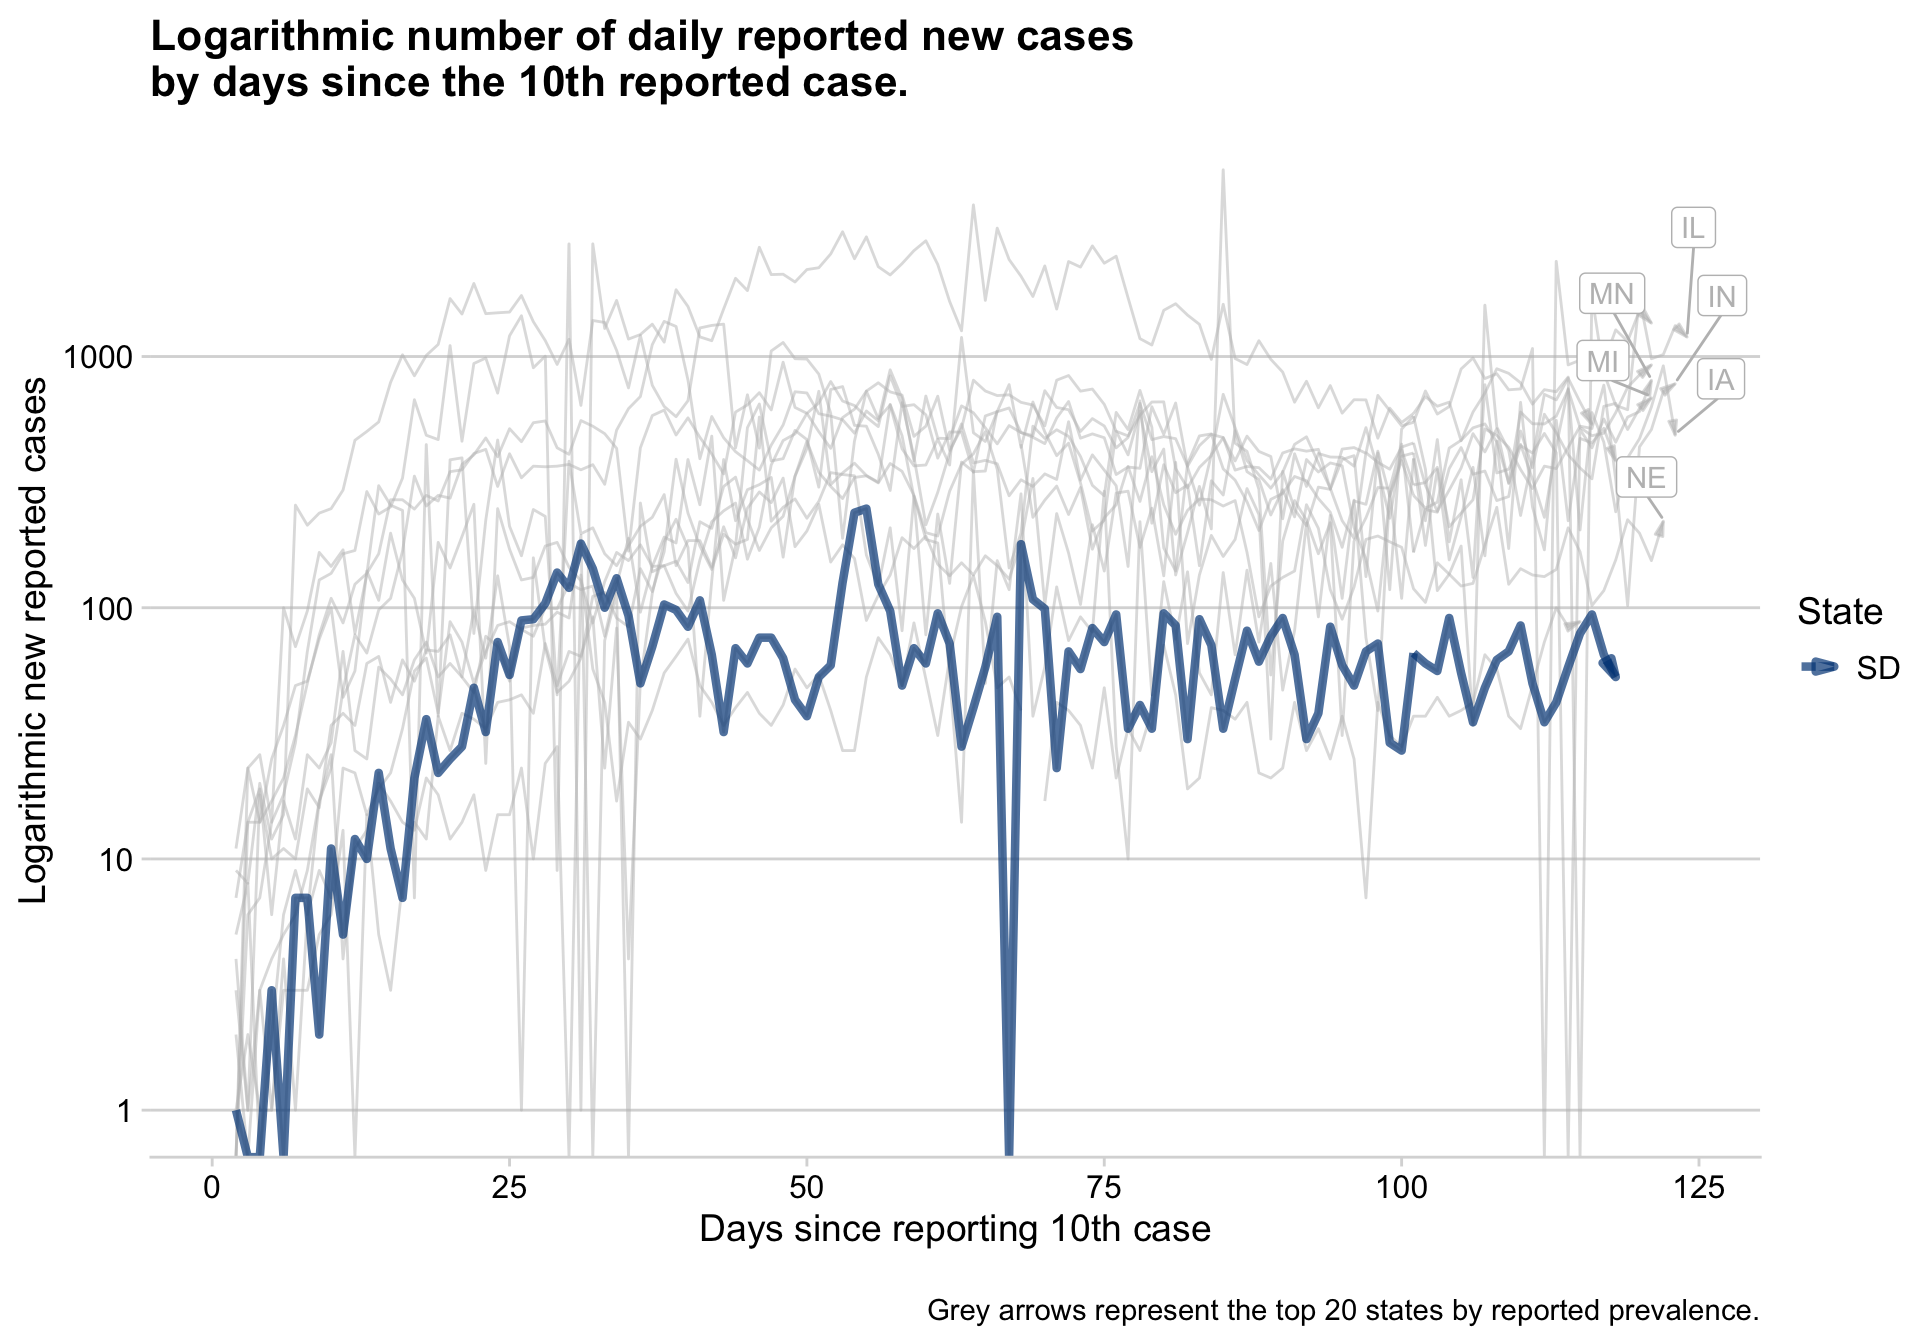 Logarithmic number of daily reported new cases
by days since the 10th reported case.
Logarithmic new reported cases
1000
100
10
1
IL
MN
IN
MI
IA
NE
State
SD
0
25
50
75
100
125
Days since reporting 10th case
Grey arrows represent the top 20 states by reported prevalence.